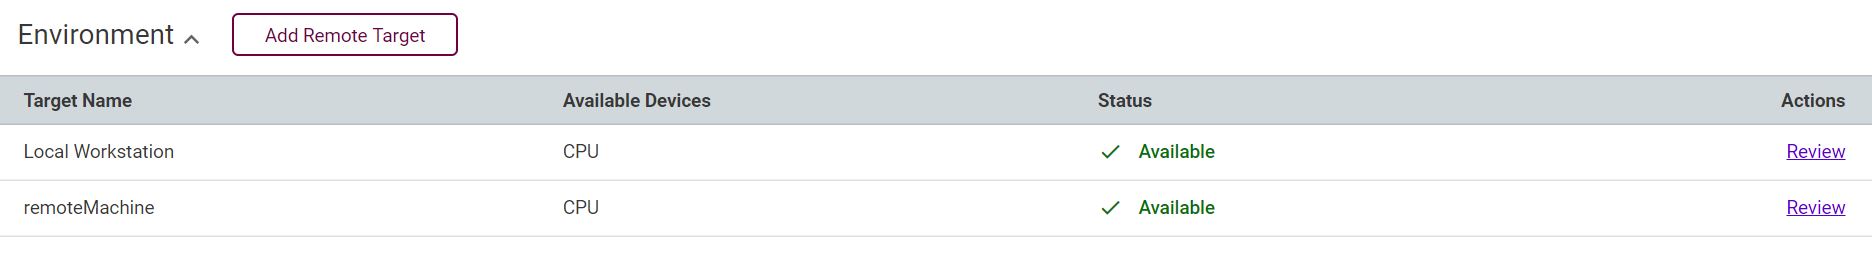 Environment
Add Remote Target
Target Name Available Devices Status Actions
Local Workstation CPU Available Review
remoteMachine CPU Available Review